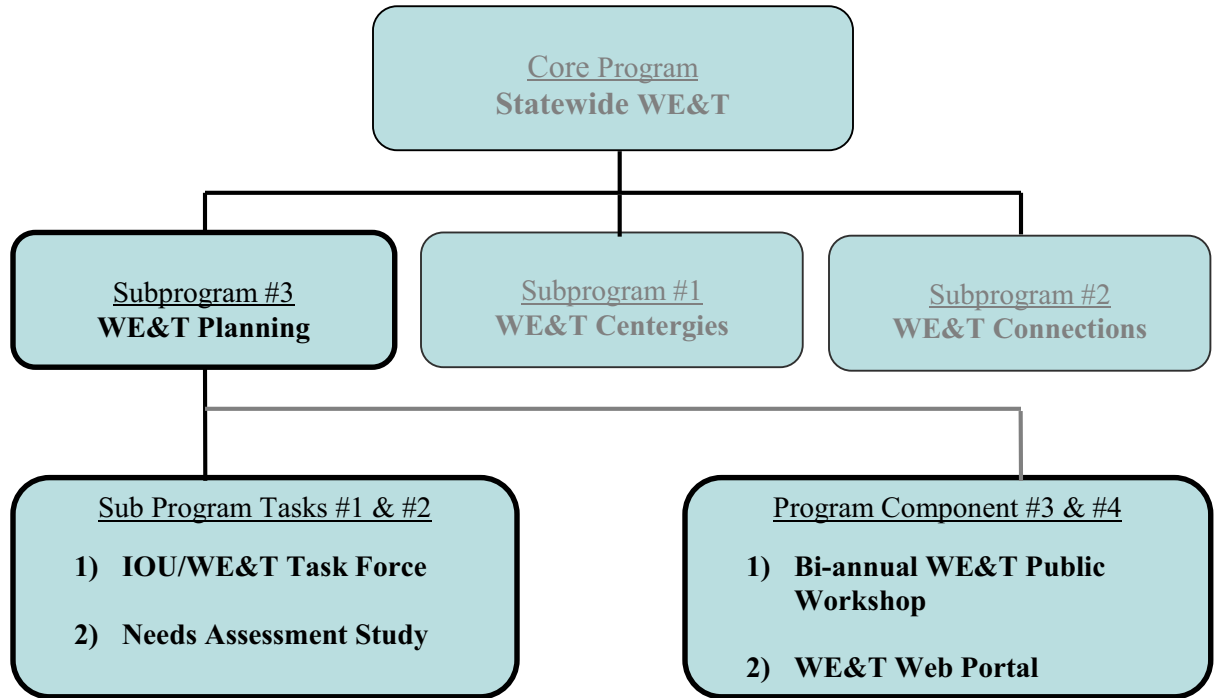 Core Program
Statewide WE&T
Subprogram #3
WE&T Planning
Subprogram #1
WE&T Centergies
Subprogram #2
WE&T Connections
Sub Program Tasks #1 & #2
1) IOU/WE&T Task Force
2) Needs Assessment Study
Program Component #3 & #4
1) Bi-annual WE&T Public
Workshop
2) WE&T Web Portal